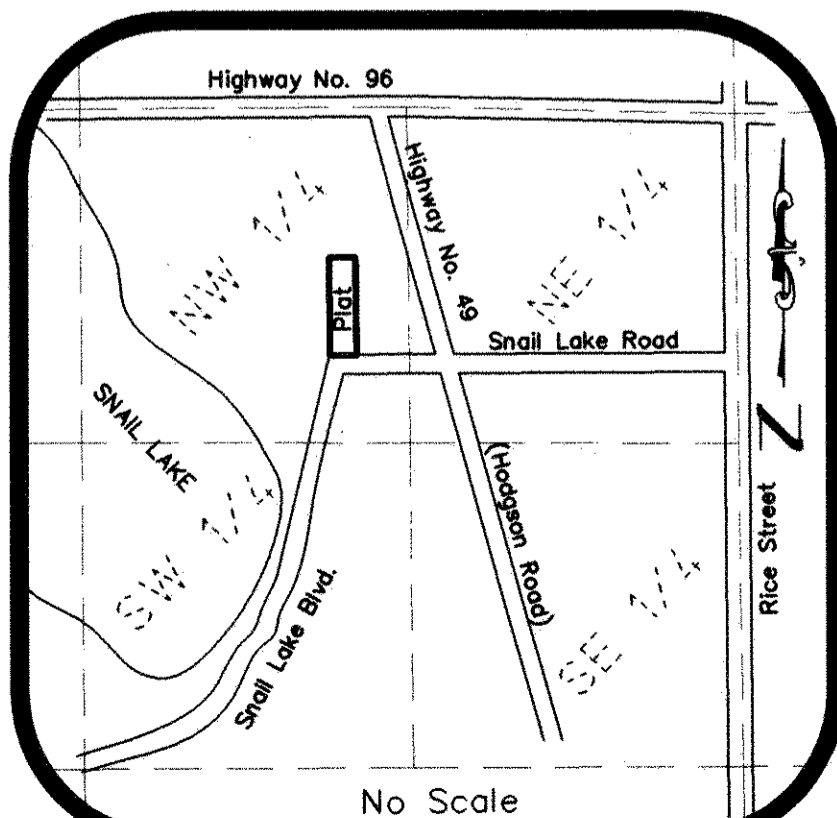 Highway No. 96
Highway No. 49
NW 1/4
NE 1/4
Plat
Snail Lake Road
SNAIL LAKE
SW 1/4
(Hodgson Road)
Z
Rice Street
SE 1/4
Snail Lake Blvd.
No Scale